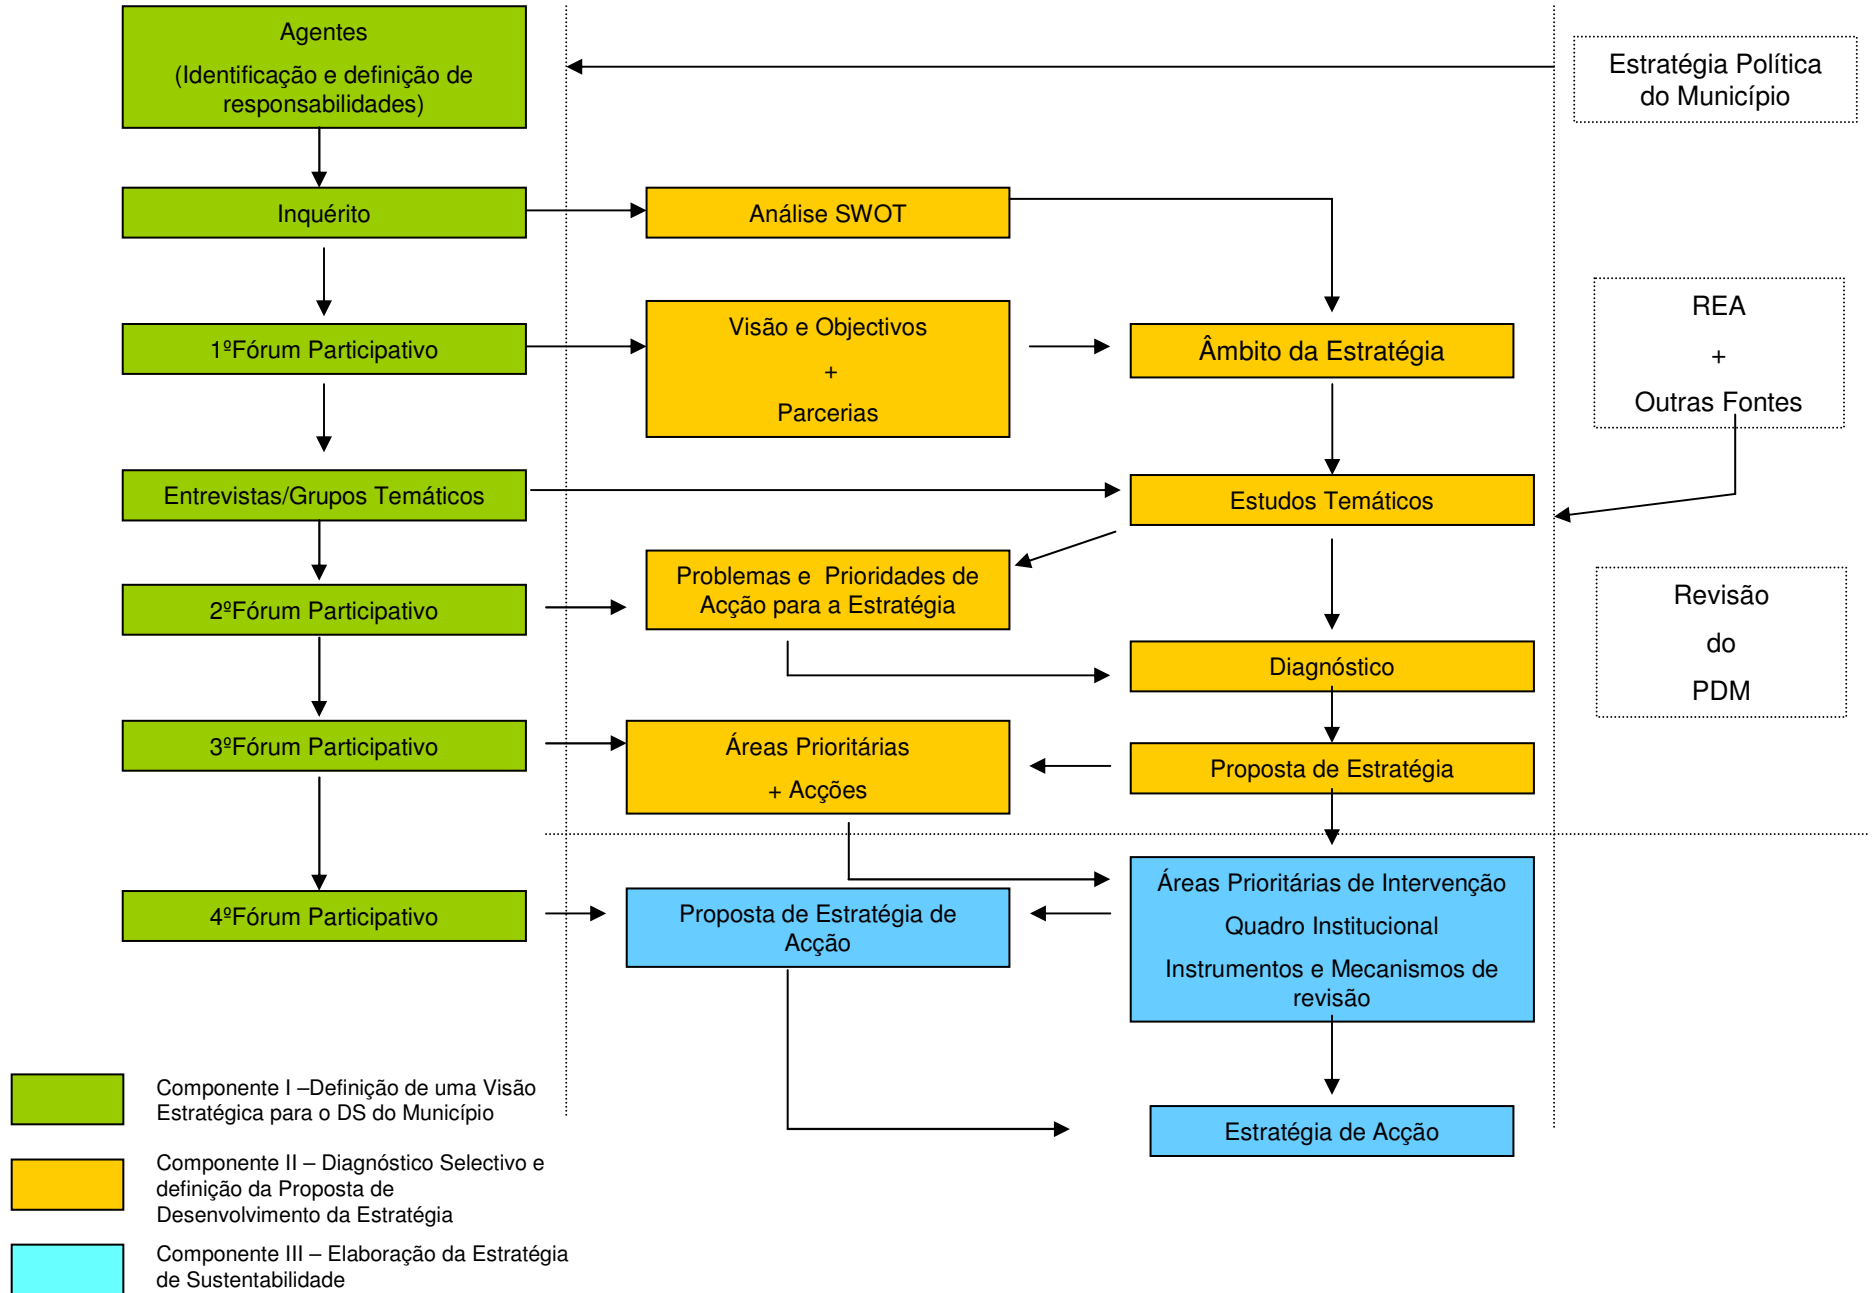 Agentes
(Identificação e definição de
responsabilidades)
Estratégia Política
do Município
Inquérito
Análise SWOT
1ºFórum Participativo
Visão e Objectivos
+
Parcerias
Âmbito da Estratégia
REA
+
Outras Fontes
Entrevistas/Grupos Temáticos
Estudos Temáticos
2ºFórum Participativo
Problemas e Prioridades de
Acção para a Estratégia
Diagnóstico
Revisão
do
PDM
3ºFórum Participativo
Áreas Prioritárias
+ Acções
Proposta de Estratégia
4ºFórum Participativo
Proposta de Estratégia de
Acção
Áreas Prioritárias de Intervenção
Quadro Institucional
Instrumentos e Mecanismos de
revisão
Estratégia de Acção
Componente I –Definição de uma Visão
Estratégica para o DS do Município
Componente II – Diagnóstico Selectivo e
definição da Proposta de
Desenvolvimento da Estratégia
Componente III – Elaboração da Estratégia
de Sustentabilidade